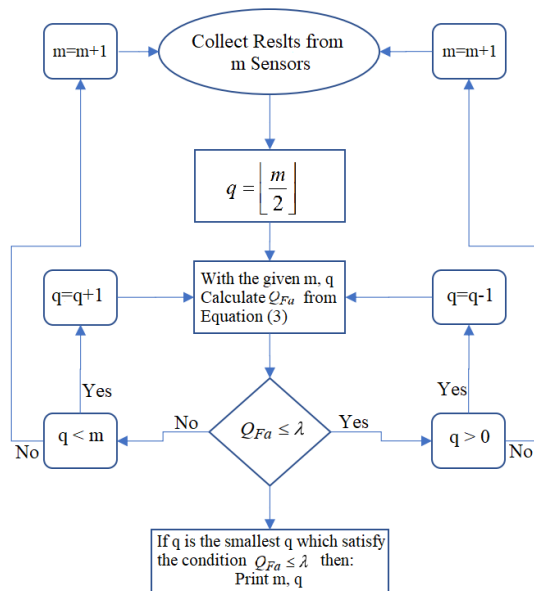 m=m+1
Collect Reslts from
m Sensors
m=m+1
q = ⌊m/2⌋
With the given m, q
Calculate Q_Fa from
Equation (3)
q=q+1
q=q-1
Yes
Yes
No
q < m
No
Q_Fa ≤ λ
Yes
q > 0
No
If q is the smallest q which satisfy
the condition Q_Fa ≤ λ then:
Print m, q